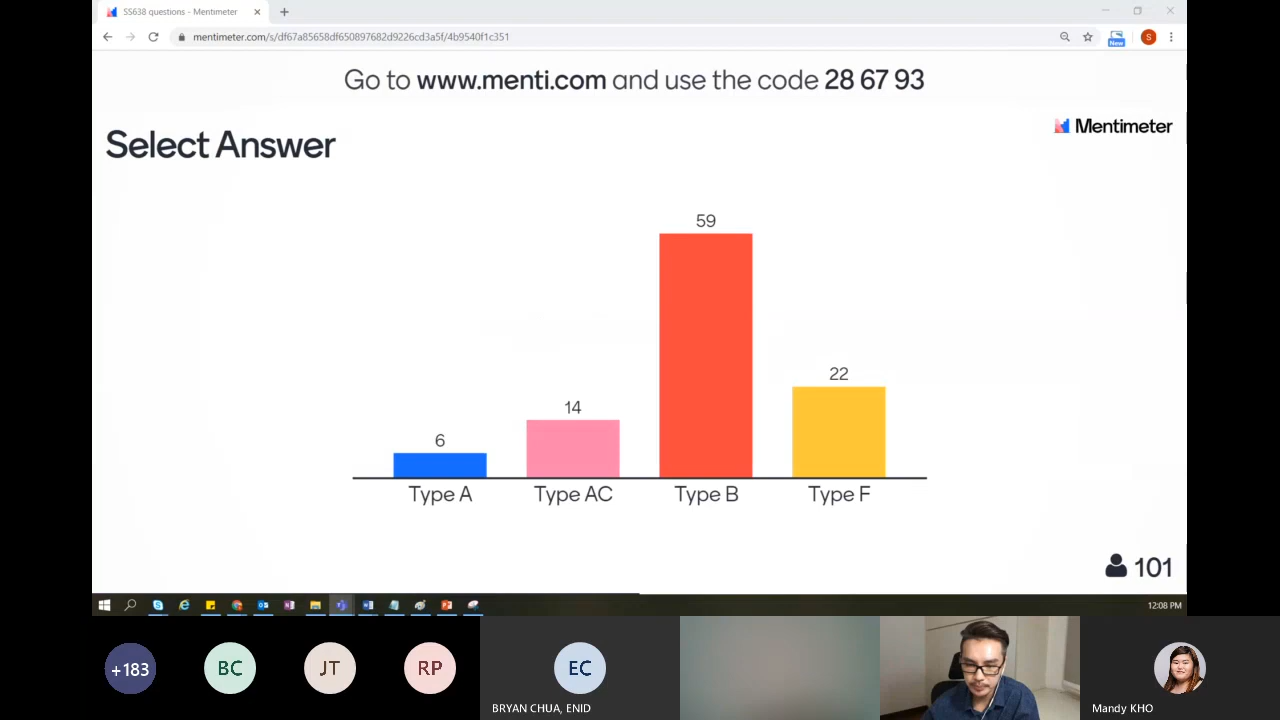 SS638 questions - Mentimeter
mentimeter.com/s/df67a85658df650897682d9226cd3a5f/4b9540f1c351
New
S
Go to www.menti.com and use the code 28 67 93
Mentimeter
Select Answer
59
22
14
6
Type A
Type AC
Type B
Type F
101
12:08 PM
+183
BC
JT
RP
EC
BRYAN CHUA, ENID
Mandy KHO